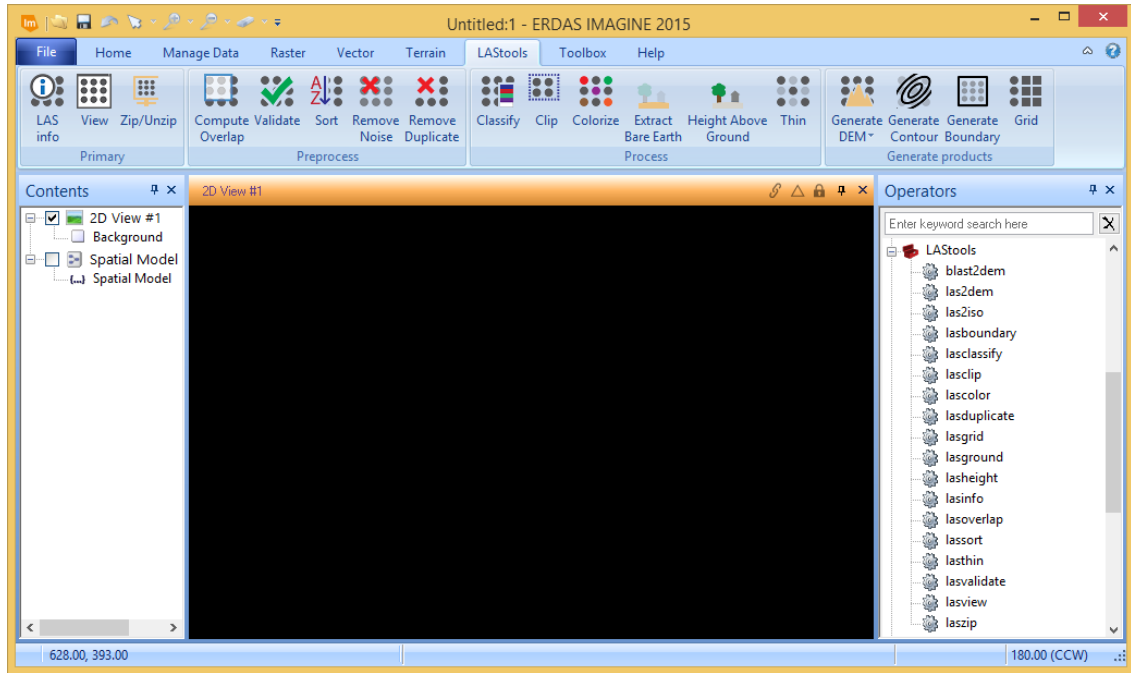 Untitled:1 - ERDAS IMAGINE 2015
File Home Manage Data Raster Vector Terrain LAStools Toolbox Help
LAS info
View
Zip/Unzip
Primary
Compute Overlap
Validate
Sort
Remove Noise
Remove Duplicate
Preprocess
Classify
Clip
Colorize
Extract Bare Earth
Height Above Ground
Thin
Process
Generate DEM
Generate Contour
Generate Boundary
Grid
Generate products
Contents
2D View #1
Background
Spatial Model
{...} Spatial Model
2D View #1
Operators
Enter keyword search here
LAStools
blast2dem
las2dem
las2iso
lasboundary
lasclassify
lasclip
lascolor
lasduplicate
lasgrid
lasground
lasheight
lasinfo
lasoverlap
lassort
lasthin
lasvalidate
lasview
laszip
628.00, 393.00
180.00 (CCW)